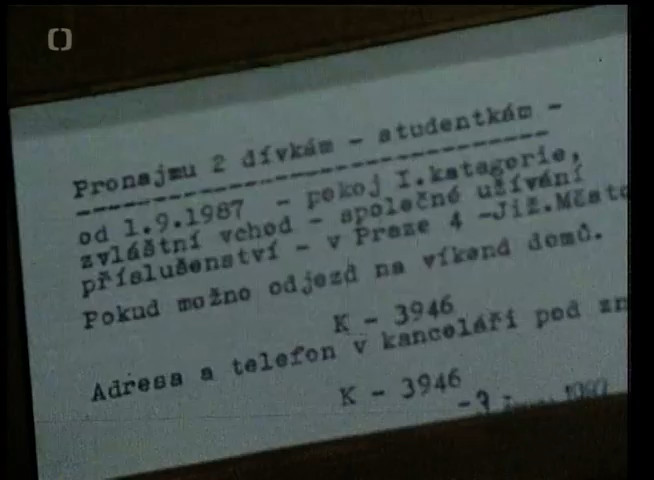 Pronajmu 2 dívkám - studentkám -
od 1.9.1987 - pokoj I.kategorie,
zvláštní vchod - společné užívání
příslušenství - v Praze 4 -Již.Měst
Pokud možno odjezd na víkend domů.
K - 3946
Adresa a telefon v kanceláři pod zn
K - 3946